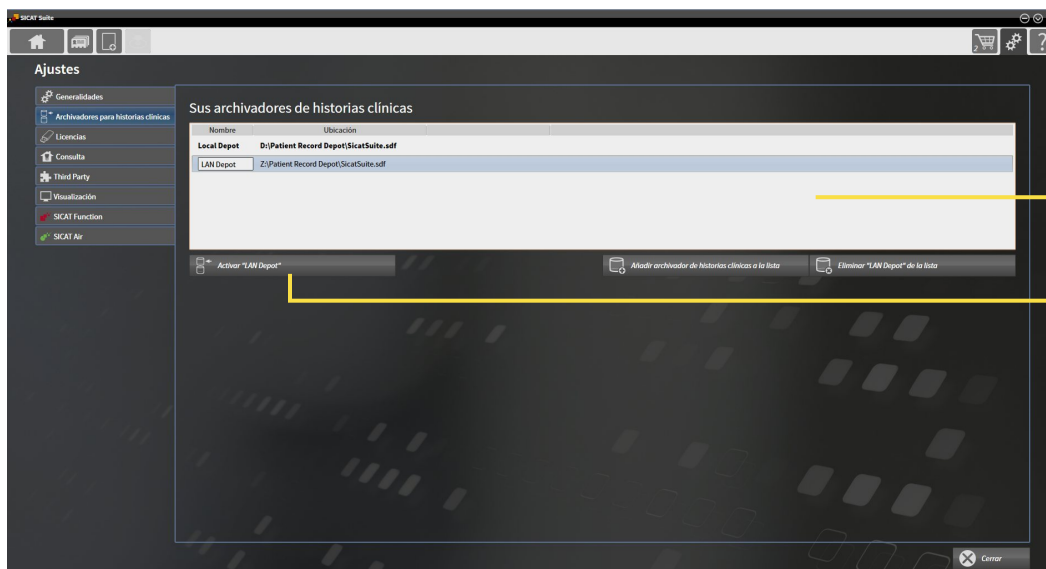 SICAT Suite
2
?
Ajustes
Generalidades
Archivadores para historias clínicas
Licencias
Consulta
Third Party
Visualización
SICAT Function
SICAT Air
Sus archivadores de historias clínicas
Nombre Ubicación
Local Depot D:\Patient Record Depot\SicatSuite.sdf
LAN Depot Z:\Patient Record Depot\SicatSuite.sdf
Activar "LAN Depot" Añadir archivador de historias clínicas a la lista Eliminar "LAN Depot" de la lista
Cerrar